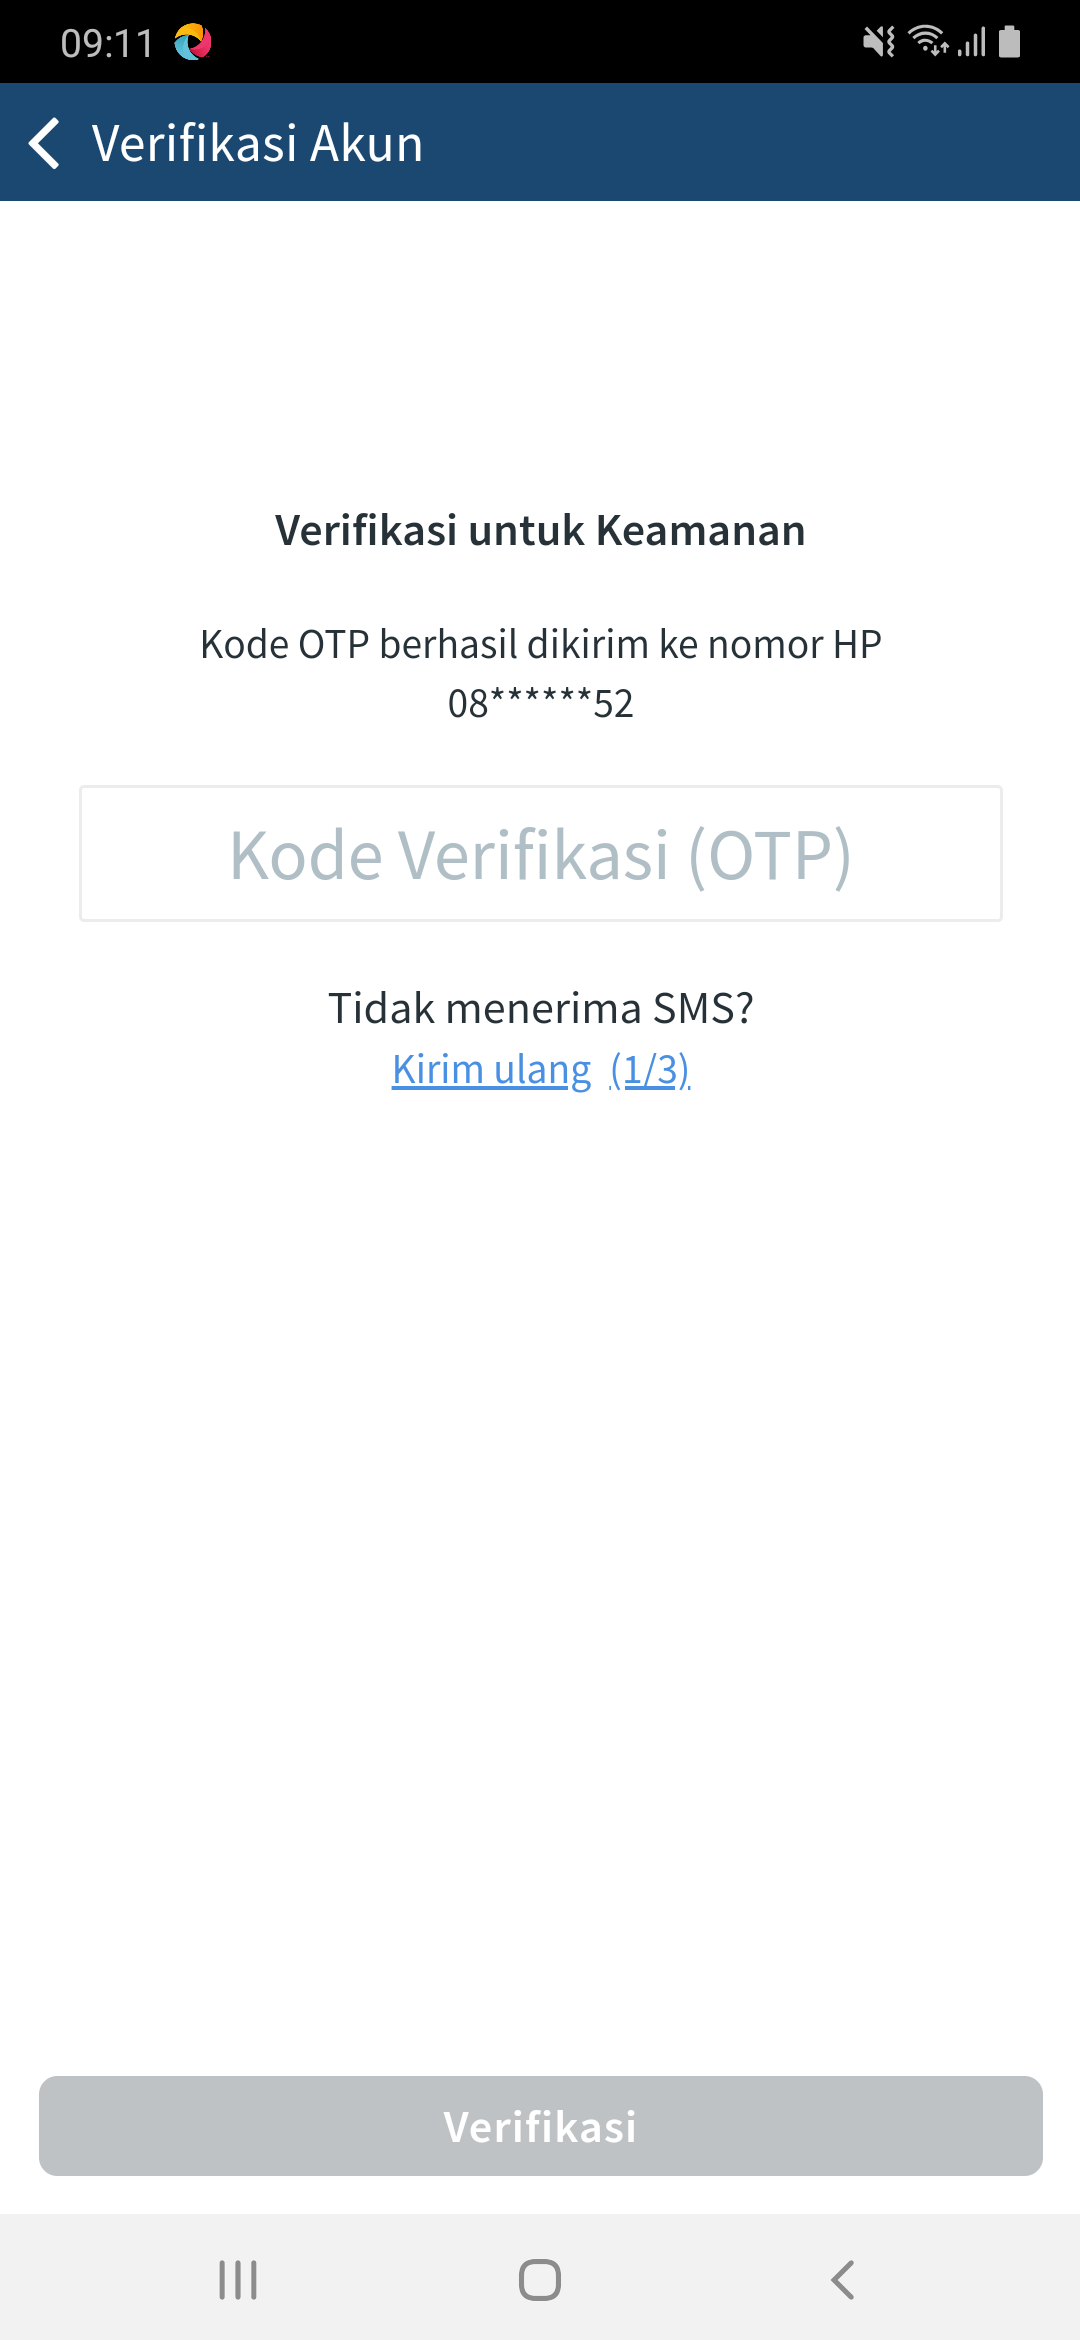 09:11
Verifikasi Akun
Verifikasi untuk Keamanan
Kode OTP berhasil dikirim ke nomor HP
08******52
Kode Verifikasi (OTP)
Tidak menerima SMS?
Kirim ulang (1/3)
Verifikasi